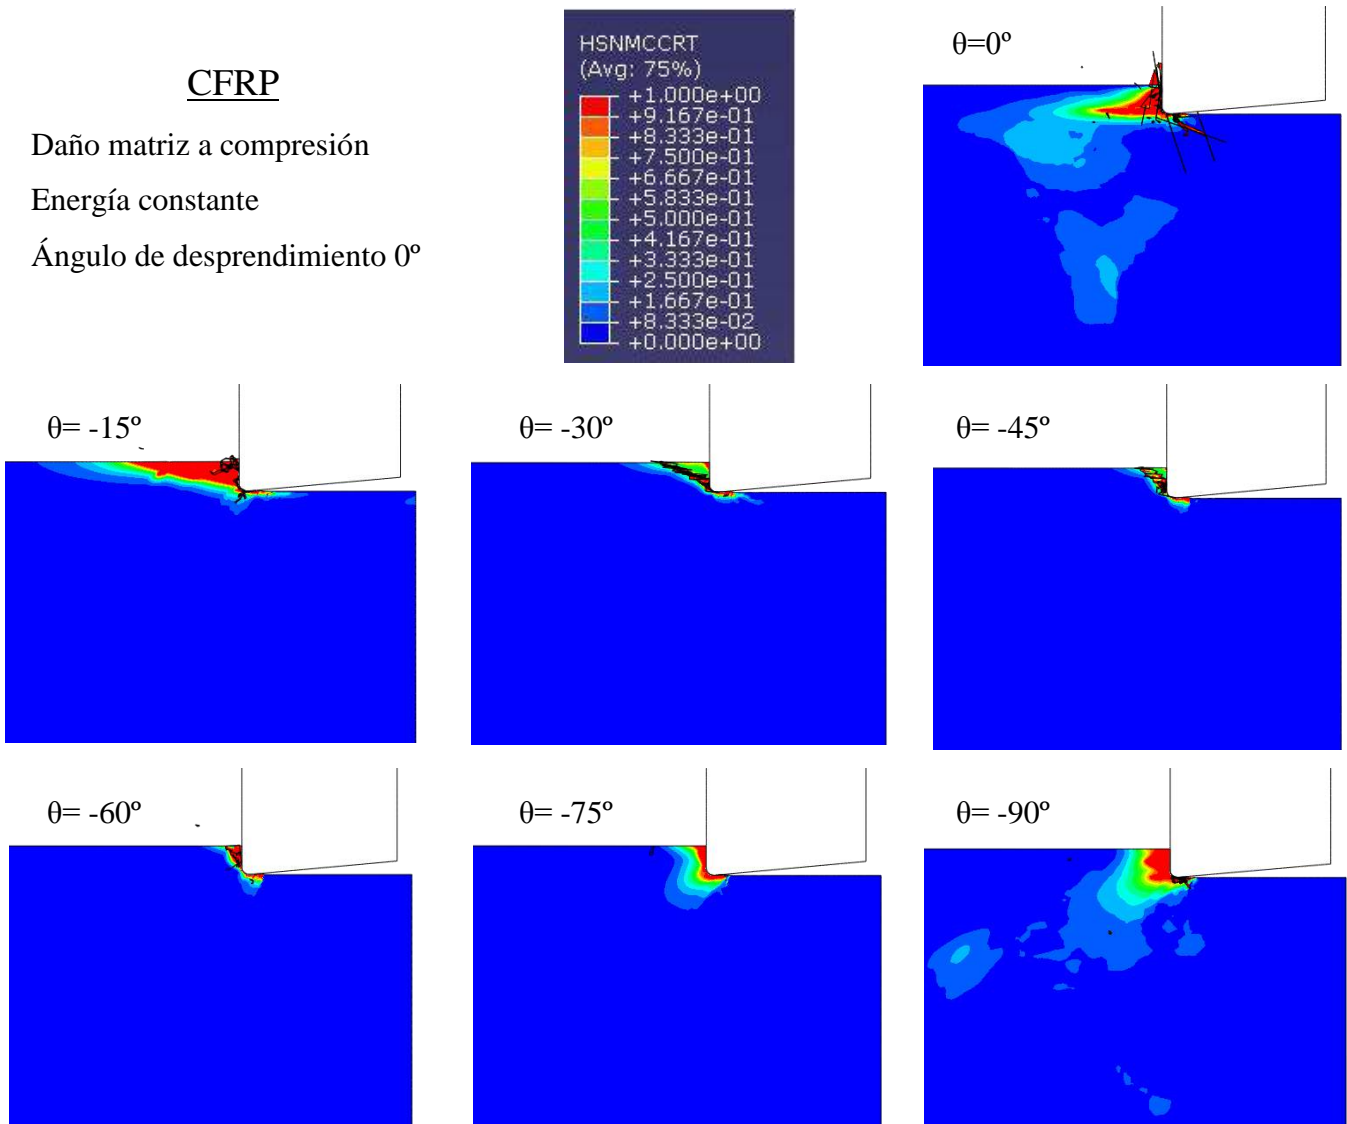 CFRP
Daño matriz a compresión
Energía constante
Ángulo de desprendimiento 0º
HSNMCCRT
(Avg: 75%)
+1.000e+00
+9.167e-01
+8.333e-01
+7.500e-01
+6.667e-01
+5.833e-01
+5.000e-01
+4.167e-01
+3.333e-01
+2.500e-01
+1.667e-01
+8.333e-02
+0.000e+00
θ=0º
θ= -15º
θ= -30º
θ= -45º
θ= -60º
θ= -75º
θ= -90º